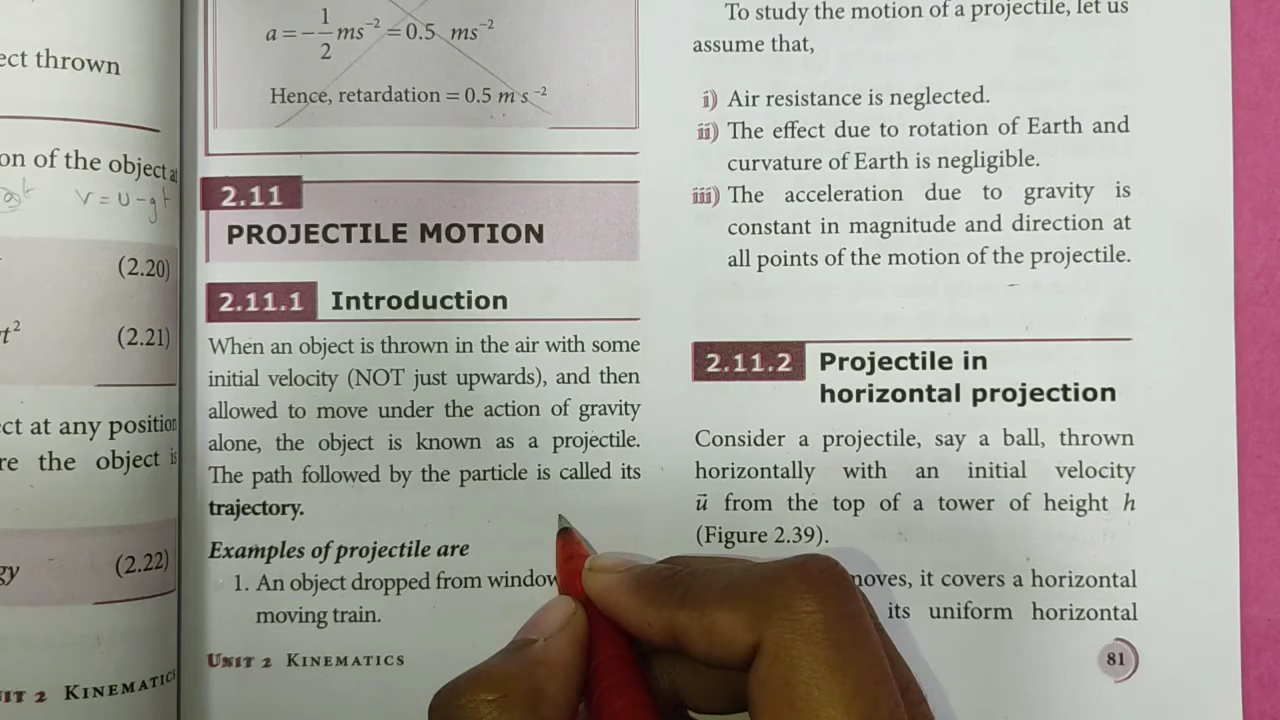 ect thrown
on of the object at
v = u - gt
(2.20)
t² (2.21)
ct at any position
re the object is
gy (2.22)
IT 2 KINEMATICS
a = -1/2 ms⁻² = 0.5 ms⁻²
Hence, retardation = 0.5 m s⁻²
2.11
PROJECTILE MOTION
2.11.1 Introduction
When an object is thrown in the air with some
initial velocity (NOT just upwards), and then
allowed to move under the action of gravity
alone, the object is known as a projectile.
The path followed by the particle is called its
trajectory.
Examples of projectile are
1. An object dropped from window
moving train.
UNIT 2 KINEMATICS
To study the motion of a projectile, let us
assume that,
i) Air resistance is neglected.
ii) The effect due to rotation of Earth and
curvature of Earth is negligible.
iii) The acceleration due to gravity is
constant in magnitude and direction at
all points of the motion of the projectile.
2.11.2 Projectile in
horizontal projection
Consider a projectile, say a ball, thrown
horizontally with an initial velocity
u⃗ from the top of a tower of height h
(Figure 2.39).
moves, it covers a horizontal
its uniform horizontal
81